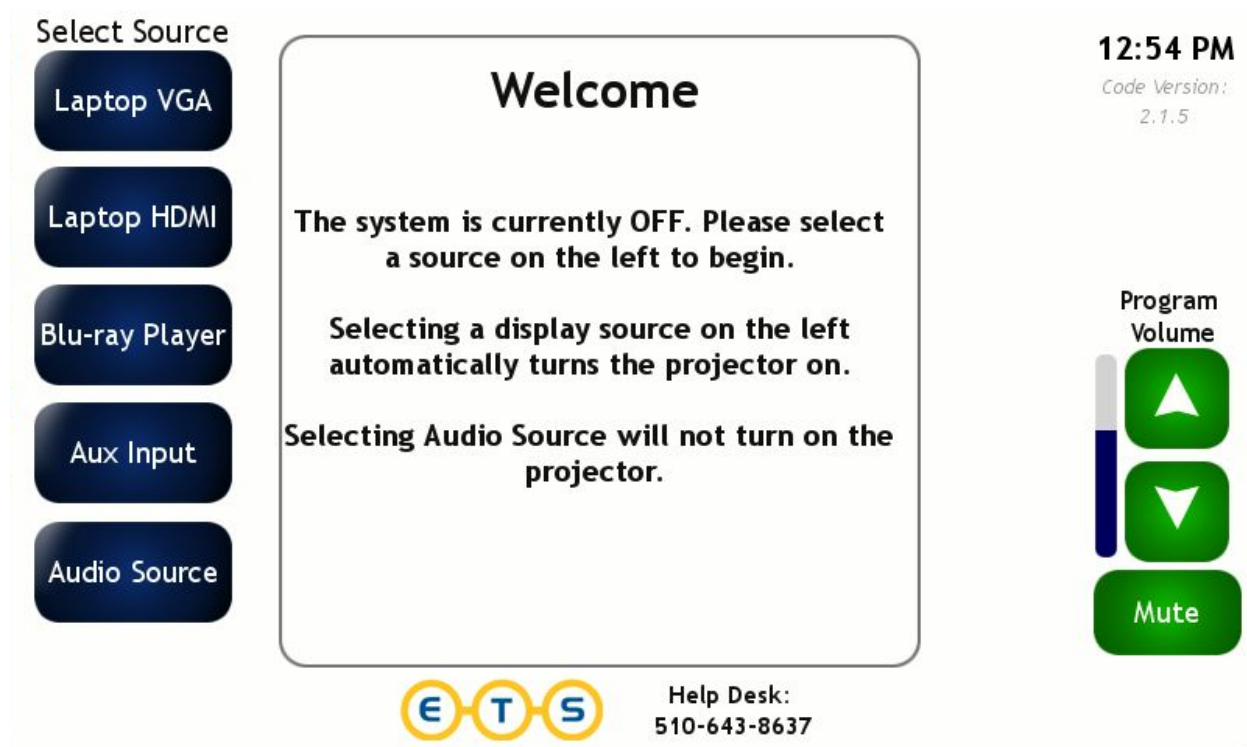 Select Source
Laptop VGA
Laptop HDMI
Blu-ray Player
Aux Input
Audio Source
Welcome
The system is currently OFF. Please select
a source on the left to begin.
Selecting a display source on the left
automatically turns the projector on.
Selecting Audio Source will not turn on the
projector.
12:54 PM
Code Version:
2.1.5
Program
Volume
Mute
E T S
Help Desk:
510-643-8637